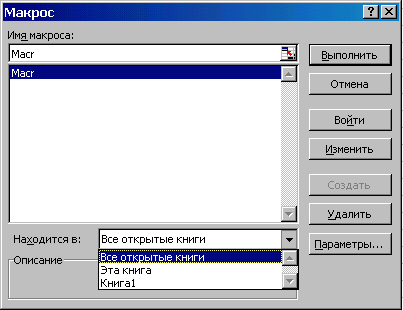 Макрос
Имя макроса:
Macr
Macr
Выполнить
Отмена
Войти
Изменить
Создать
Удалить
Параметры...
Находится в:
Все открытые книги
Все открытые книги
Эта книга
Книга1
Описание